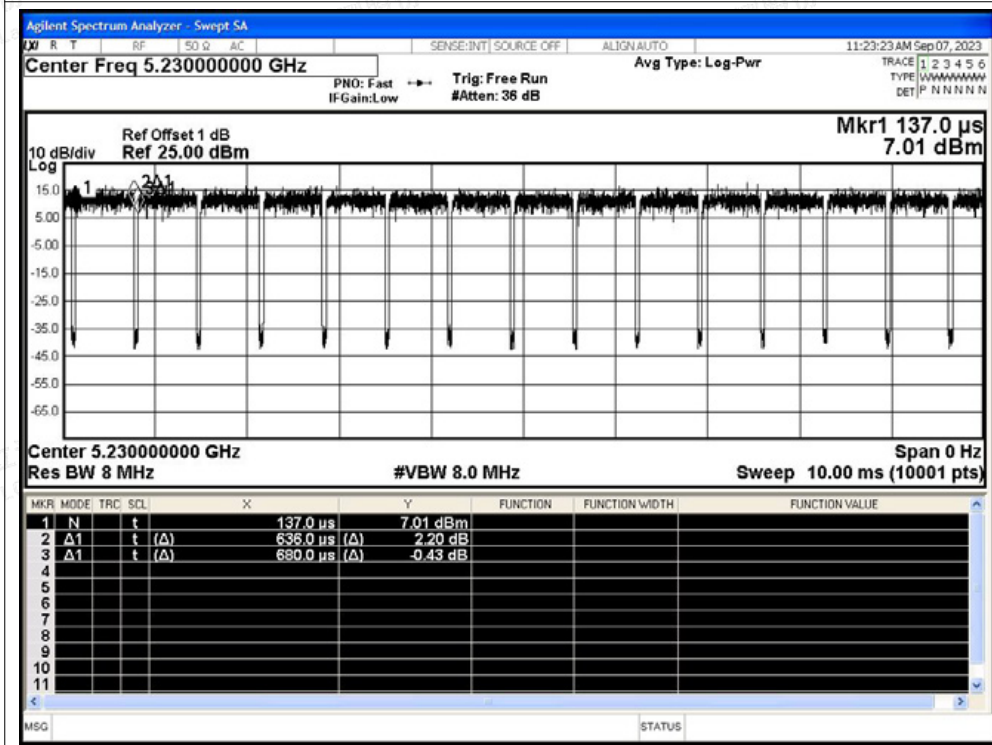 Agilent Spectrum Analyzer - Swept SA
LXI R T RF 50 Ω AC SENSE:INT SOURCE OFF ALIGN AUTO 11:23:23 AM Sep 07, 2023
Center Freq 5.230000000 GHz Avg Type: Log-Pwr TRACE 1 2 3 4 5 6
PNO: Fast Trig: Free Run TYPE WWWWWW
IFGain:Low #Atten: 36 dB DET P N N N N N
Mkr1 137.0 µs
Ref Offset 1 dB
10 dB/div Ref 25.00 dBm 7.01 dBm
Log
15.0 1 2Δ1
5.00
-5.00
-15.0
-25.0
-35.0
-45.0
-55.0
-65.0
Center 5.230000000 GHz Span 0 Hz
Res BW 8 MHz #VBW 8.0 MHz Sweep 10.00 ms (10001 pts)
MKR MODE TRC SCL X Y FUNCTION FUNCTION WIDTH FUNCTION VALUE
1 N t 137.0 µs 7.01 dBm
2 Δ1 t (Δ) 636.0 µs (Δ) 2.20 dB
3 Δ1 t (Δ) 680.0 µs (Δ) -0.43 dB
4
5
6
7
8
9
10
11
MSG STATUS